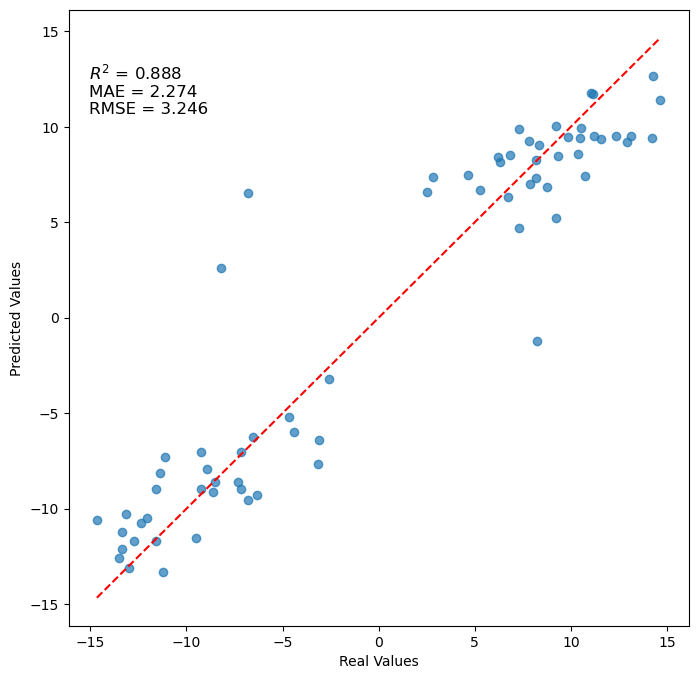 R² = 0.888
MAE = 2.274
RMSE = 3.246
15
10
5
0
−5
−10
−15
Predicted Values
−15 −10 −5 0 5 10 15
Real Values